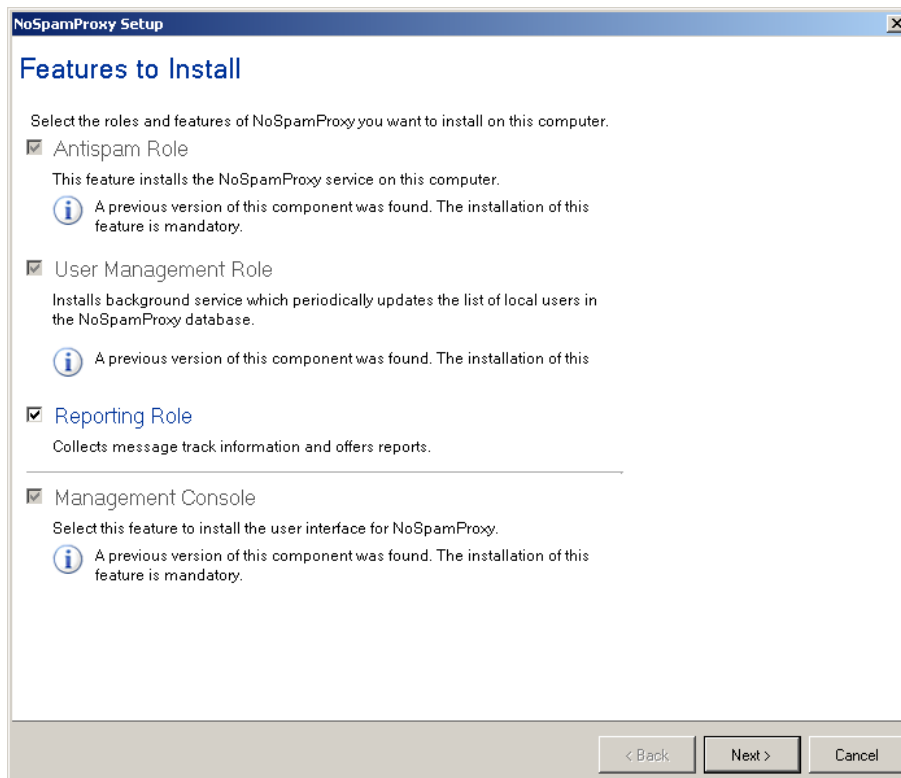 NoSpamProxy Setup
Features to Install
Select the roles and features of NoSpamProxy you want to install on this computer.
Antispam Role
This feature installs the NoSpamProxy service on this computer.
A previous version of this component was found. The installation of this
feature is mandatory.
User Management Role
Installs background service which periodically updates the list of local users in
the NoSpamProxy database.
A previous version of this component was found. The installation of this
Reporting Role
Collects message track information and offers reports.
Management Console
Select this feature to install the user interface for NoSpamProxy.
A previous version of this component was found. The installation of this
feature is mandatory.
< Back Next > Cancel